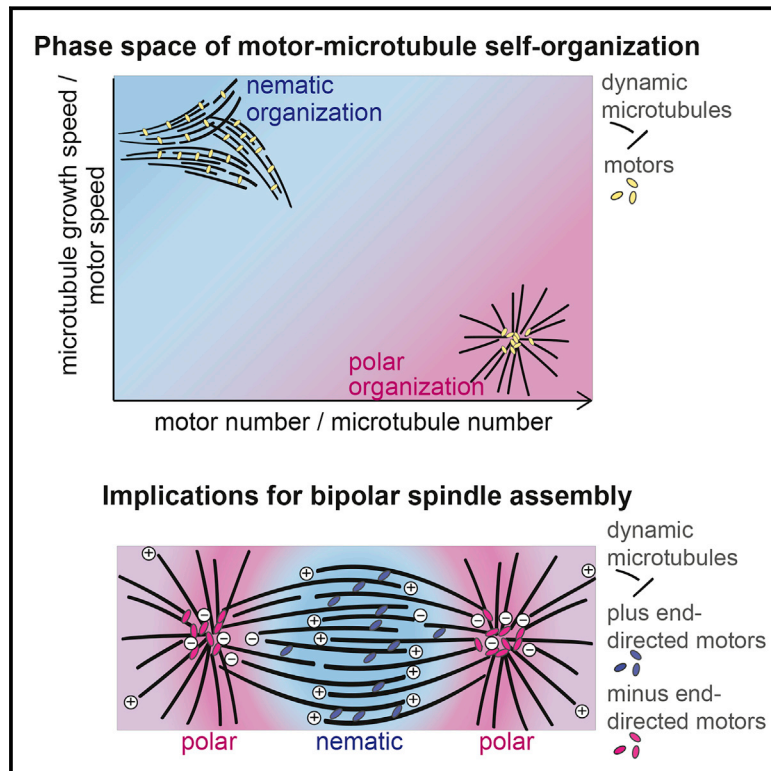 Phase space of motor-microtubule self-organization
nematic
organization
dynamic
microtubules
motors
microtubule growth speed /
motor speed
polar
organization
motor number / microtubule number
Implications for bipolar spindle assembly
dynamic
microtubules
plus end-
directed motors
minus end-
directed motors
polar
nematic
polar